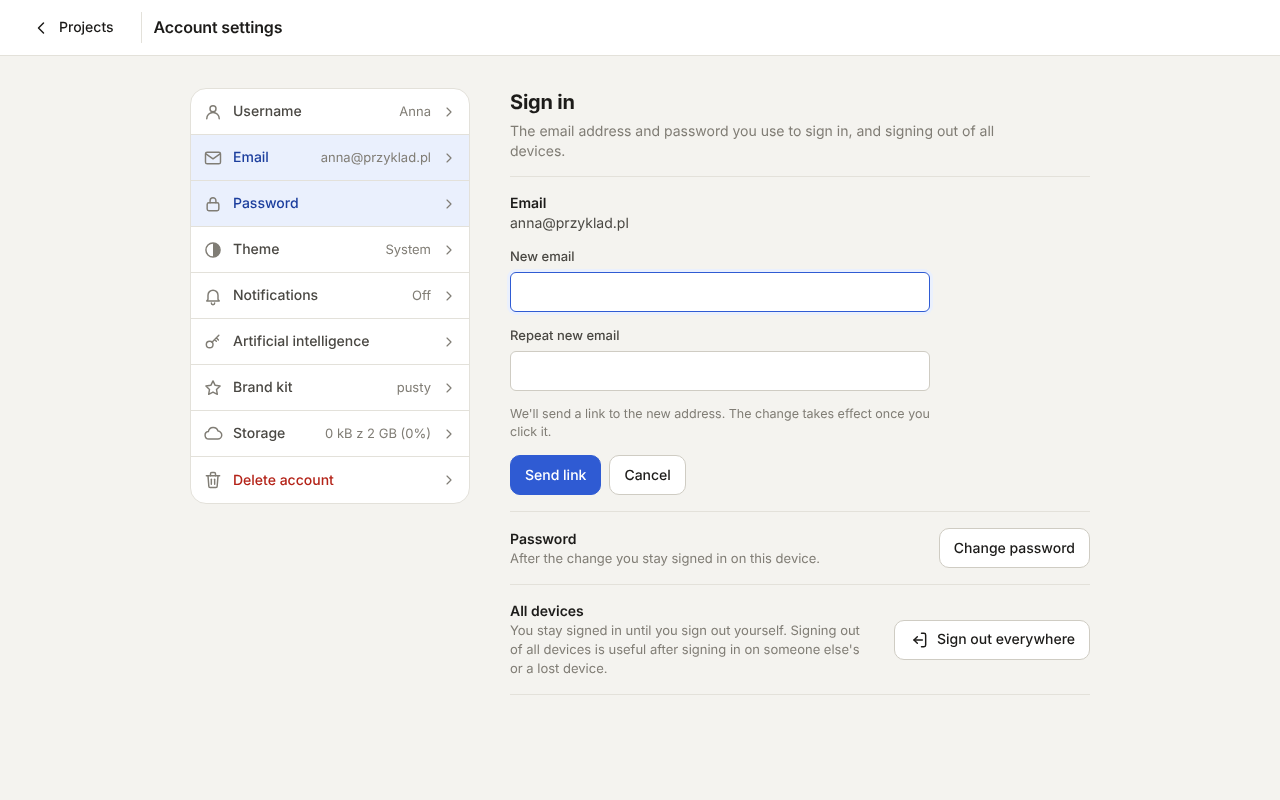 Projects
Account settings
Username Anna
Email anna@przyklad.pl
Password
Theme System
Notifications Off
Artificial intelligence
Brand kit pusty
Storage 0 kB z 2 GB (0%)
Delete account
Sign in
The email address and password you use to sign in, and signing out of all
devices.
Email
anna@przyklad.pl
New email
Repeat new email
We'll send a link to the new address. The change takes effect once you
click it.
Send link Cancel
Password
After the change you stay signed in on this device.
Change password
All devices
You stay signed in until you sign out yourself. Signing out
of all devices is useful after signing in on someone else's
or a lost device.
Sign out everywhere